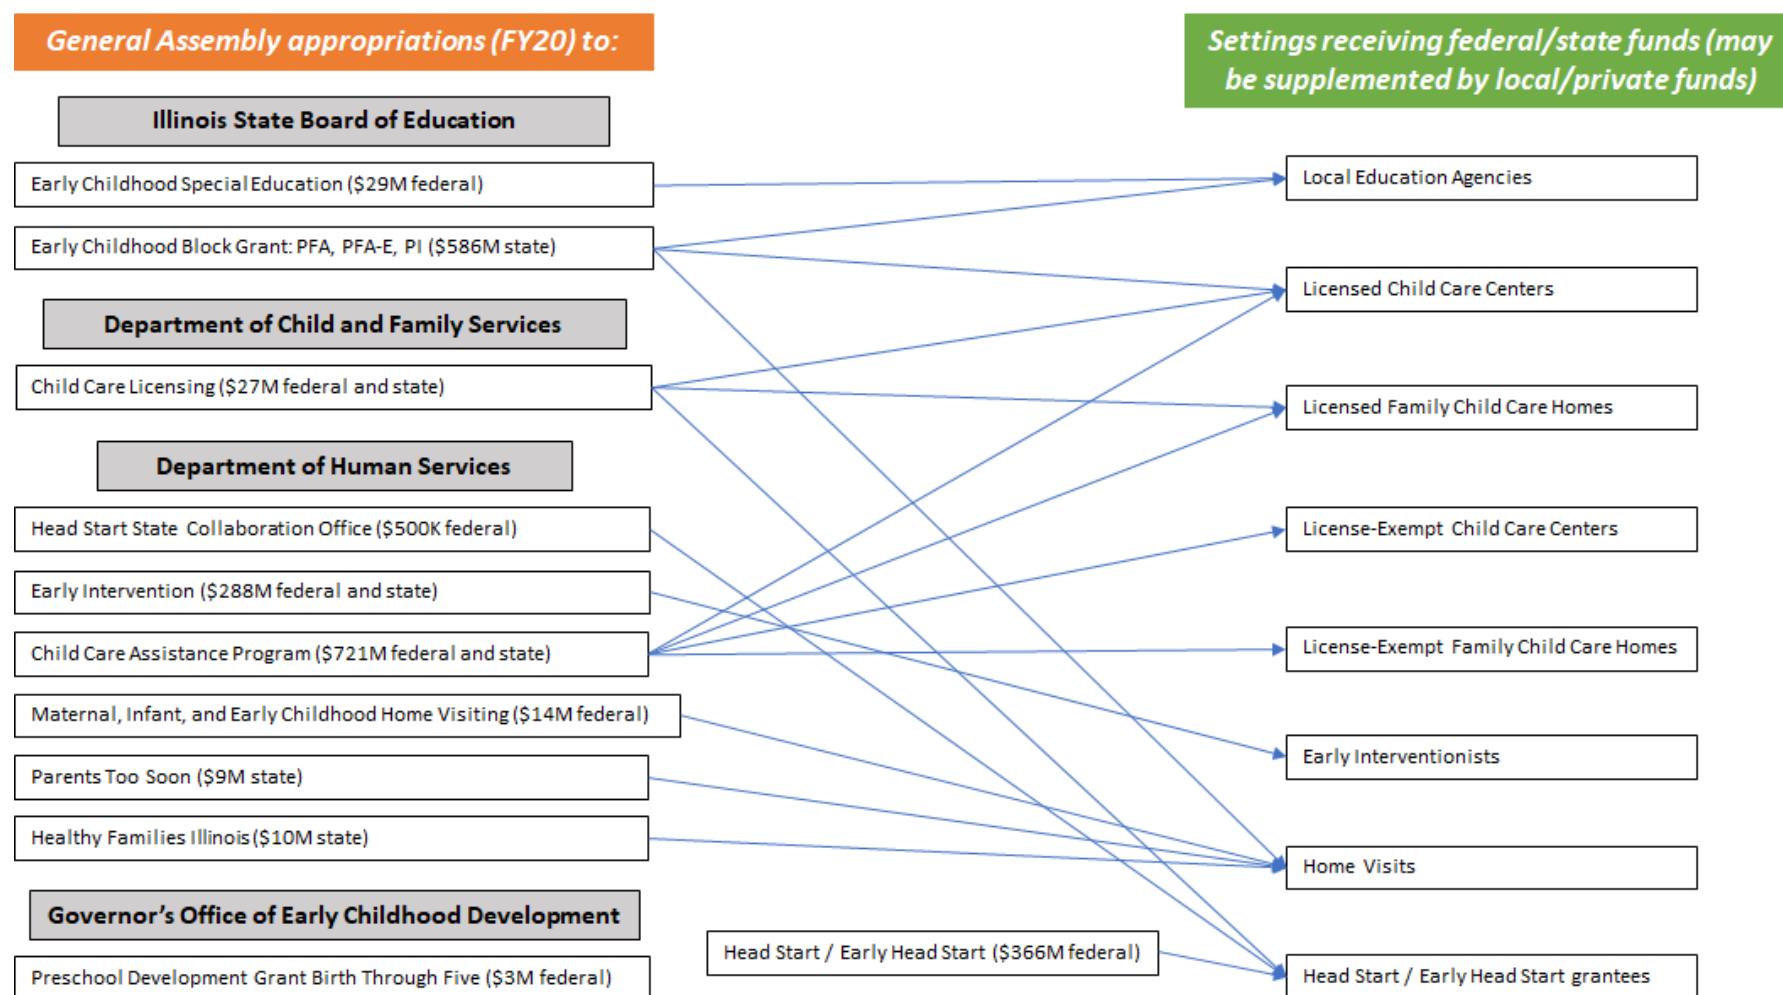 General Assembly appropriations (FY20) to:
Illinois State Board of Education
Early Childhood Special Education ($29M federal)
Early Childhood Block Grant: PFA, PFA-E, PI ($586M state)
Department of Child and Family Services
Child Care Licensing ($27M federal and state)
Department of Human Services
Head Start State Collaboration Office ($500K federal)
Early Intervention ($288M federal and state)
Child Care Assistance Program ($721M federal and state)
Maternal, Infant, and Early Childhood Home Visiting ($14M federal)
Parents Too Soon ($9M state)
Healthy Families Illinois ($10M state)
Governor's Office of Early Childhood Development
Preschool Development Grant Birth Through Five ($3M federal)
Head Start / Early Head Start ($366M federal)
Settings receiving federal/state funds (may
be supplemented by local/private funds)
Local Education Agencies
Licensed Child Care Centers
Licensed Family Child Care Homes
License-Exempt Child Care Centers
License-Exempt Family Child Care Homes
Early Interventionists
Home Visits
Head Start / Early Head Start grantees